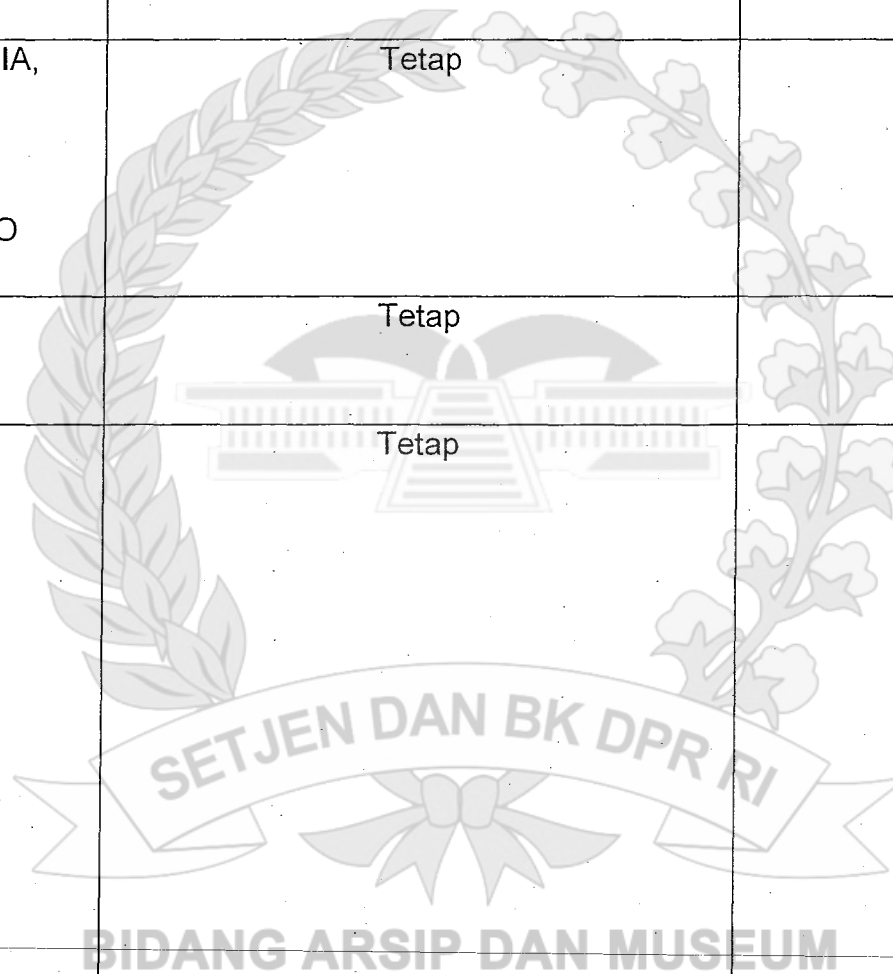 IA,
Tetap
O
Tetap
Tetap
SETJEN DAN BK DPR RI
BIDANG ARSIP DAN MUSEUM